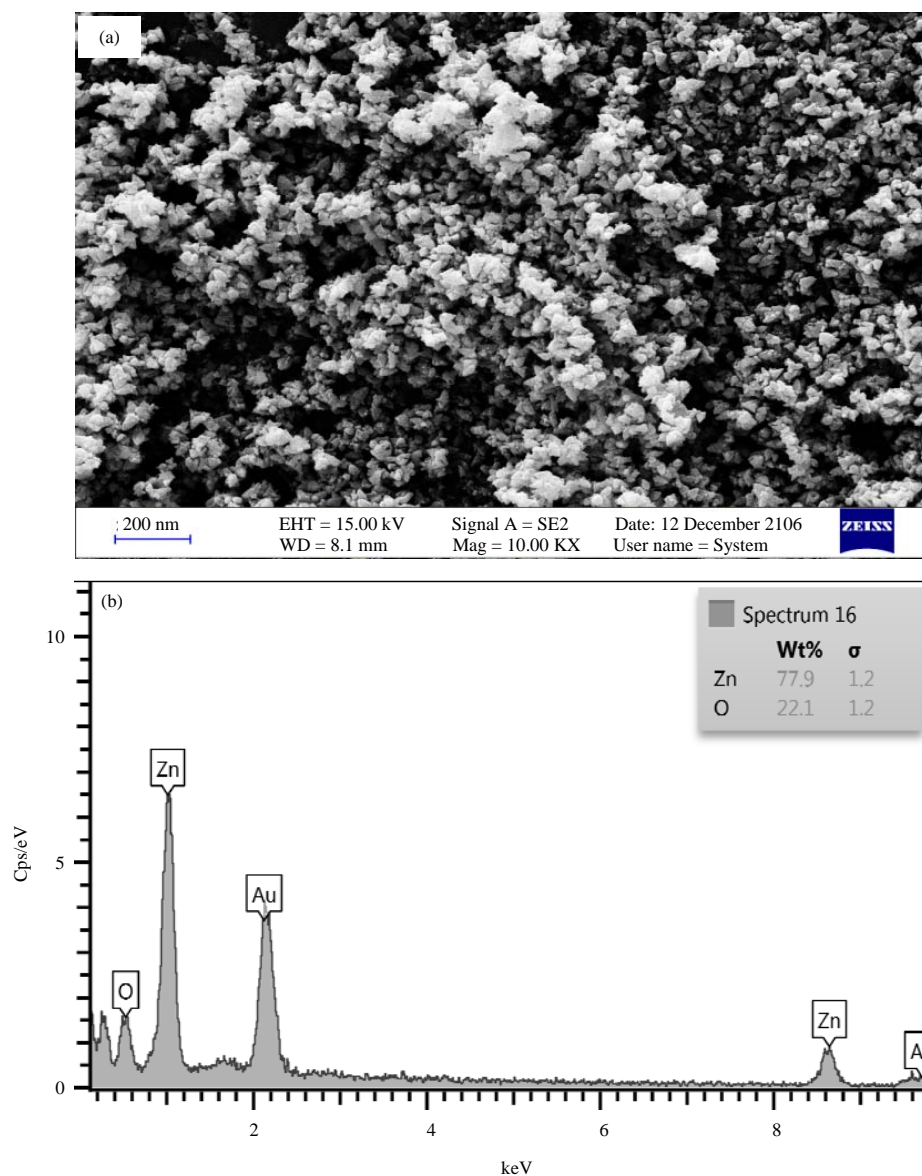 (a)
200 nm
EHT = 15.00 kV Signal A = SE2 Date: 12 December 2106
WD = 8.1 mm Mag = 10.00 KX User name = System
ZEISS
(b)
Spectrum 16
Wt% σ
Zn 77.9 1.2
O 22.1 1.2
10
5
0
Cps/eV
O
Zn
Au
Zn
A
2 4 6 8
keV